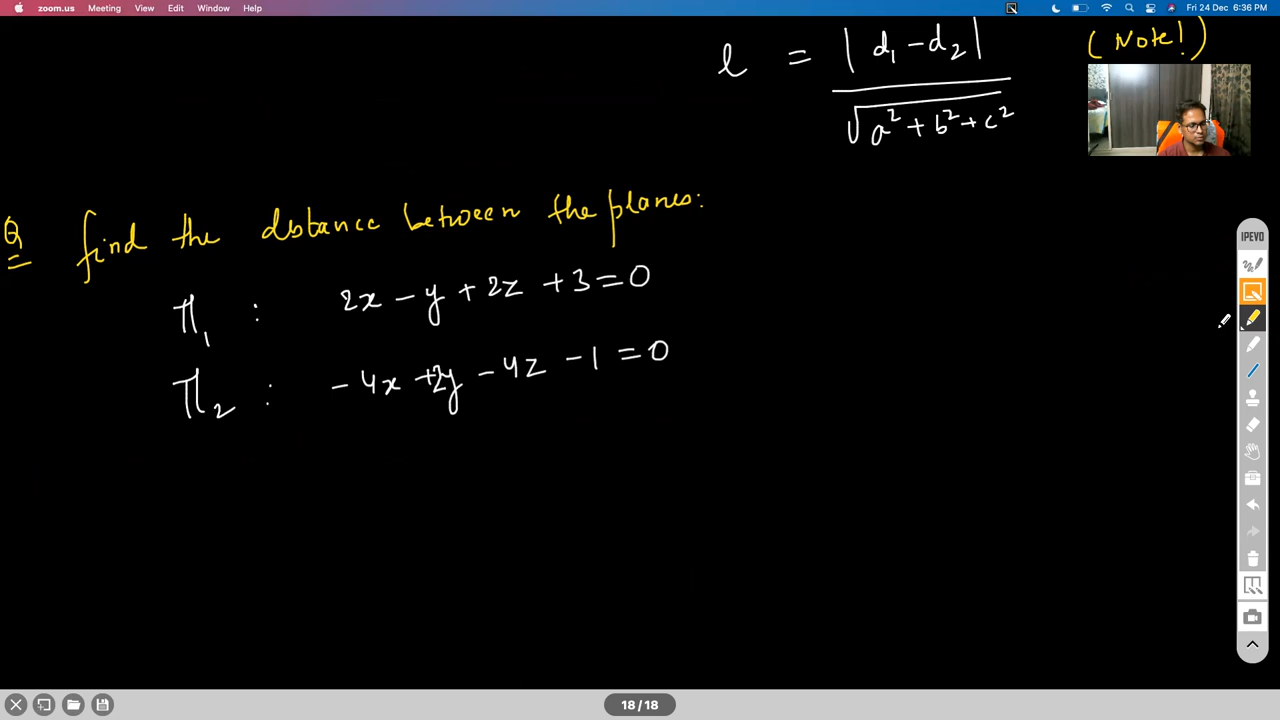 zoom.us Meeting View Edit Window Help Fri 24 Dec 6:36 PM
l = |d₁ - d₂| / √a² + b² + c²
(Note!)
Q find the distance between the planes:
π₁ : 2x - y + 2z + 3 = 0
π₂ : - 4x + 2y - 4z - 1 = 0
IPEVO
18/18